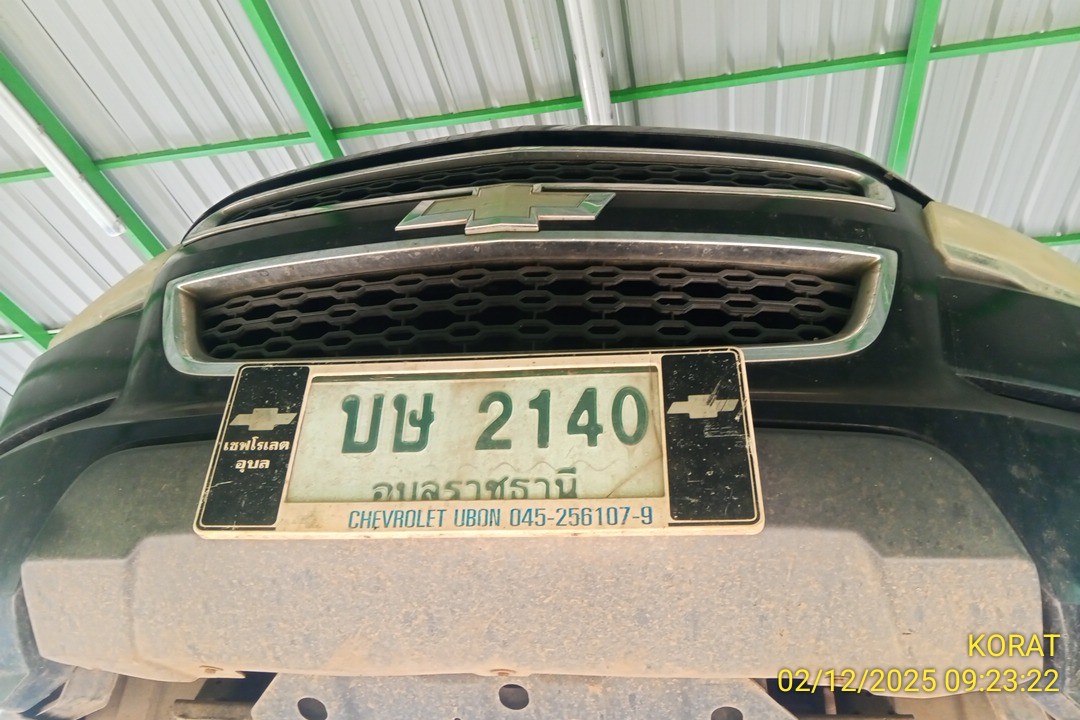 บษ 2140
อุบลราชธานี
เชฟโรเลต
อุบล
CHEVROLET UBON 045-256107-9
KORAT
02/12/2025 09:23:22